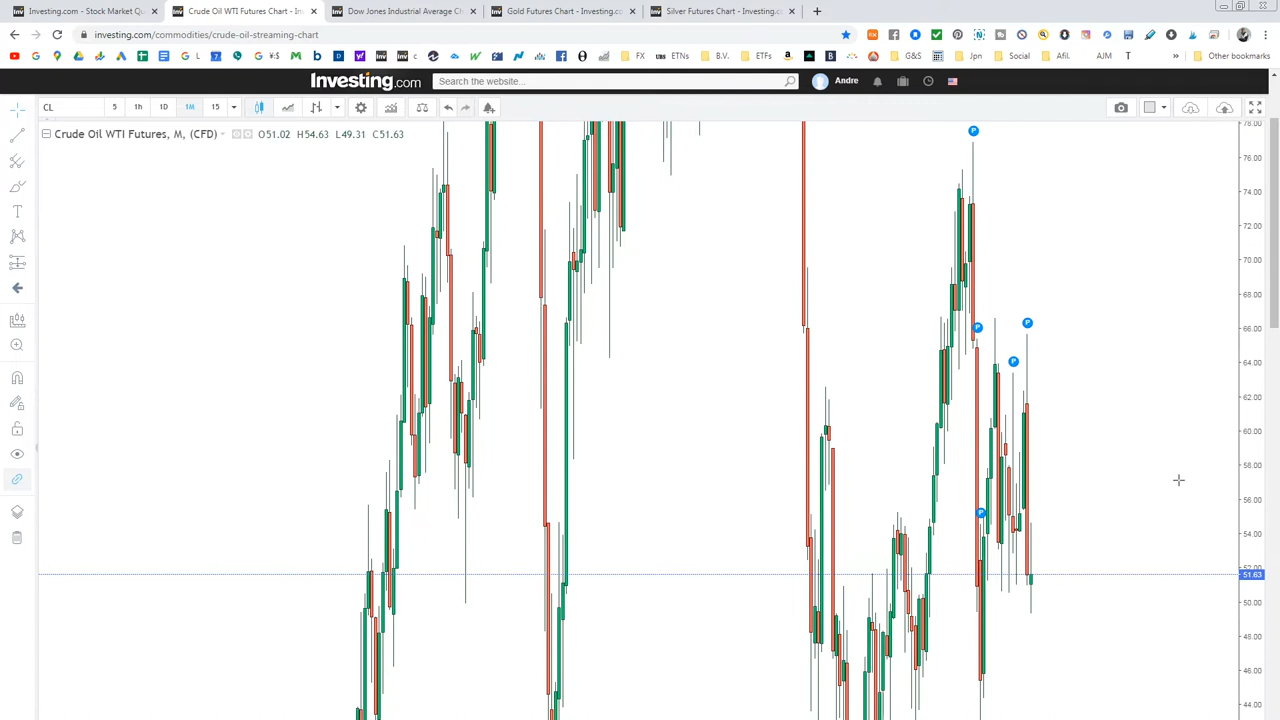 Investing.com - Stock Market Qu
Crude Oil WTI Futures Chart - Inv
Dow Jones Industrial Average Ch
Gold Futures Chart - Investing.co
Silver Futures Chart - Investing.c
investing.com/commodities/crude-oil-streaming-chart
FX
UBS ETNs
B.V.
ETFs
G&S
Jpn
Social
Afil.
AJM
T
Other bookmarks
Investing.com
Search the website...
Andre
CL
5
1h
1D
1M
15
Crude Oil WTI Futures, M, (CFD)
O51.02 H54.63 L49.31 C51.63
78.00
76.00
74.00
72.00
70.00
68.00
66.00
64.00
62.00
60.00
58.00
56.00
54.00
52.00
51.63
50.00
48.00
46.00
44.00
P
P
P
P
P